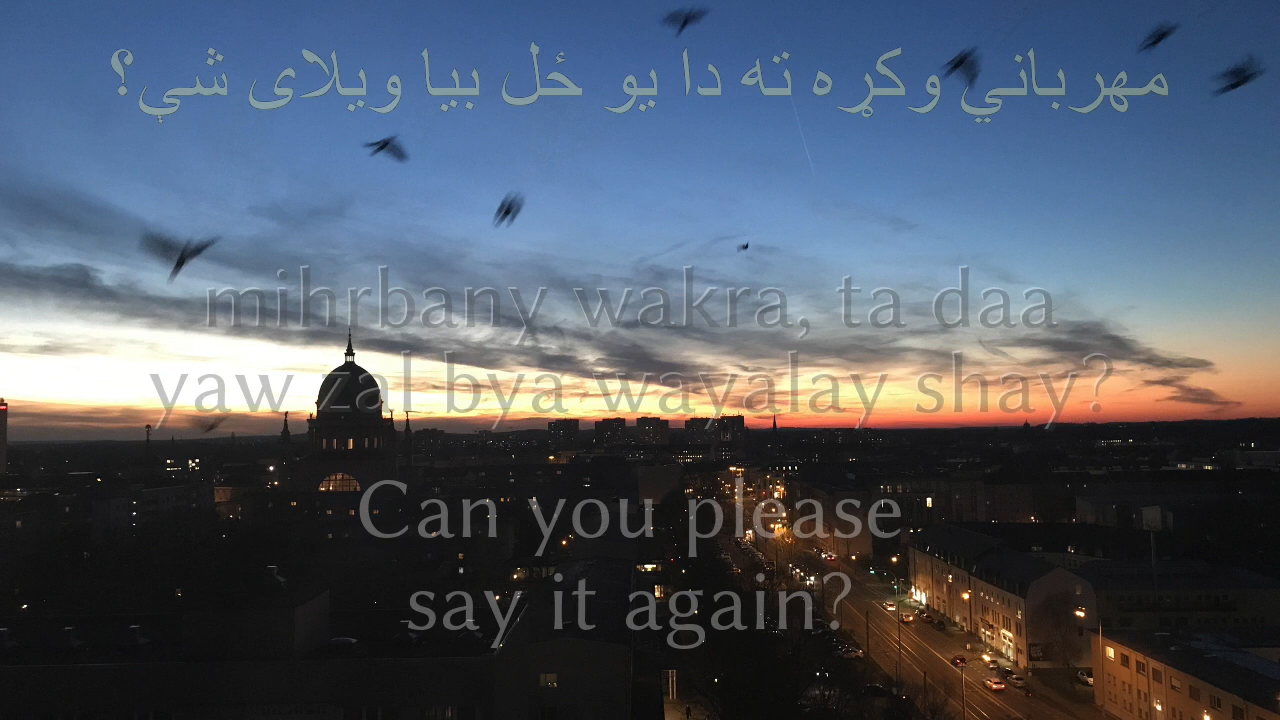 مهرباني وکړه ته دا يو ځل بيا ويلای شې؟
mihrbany wakra, ta daa
yaw zal bya wayalay shay?
Can you please
say it again?